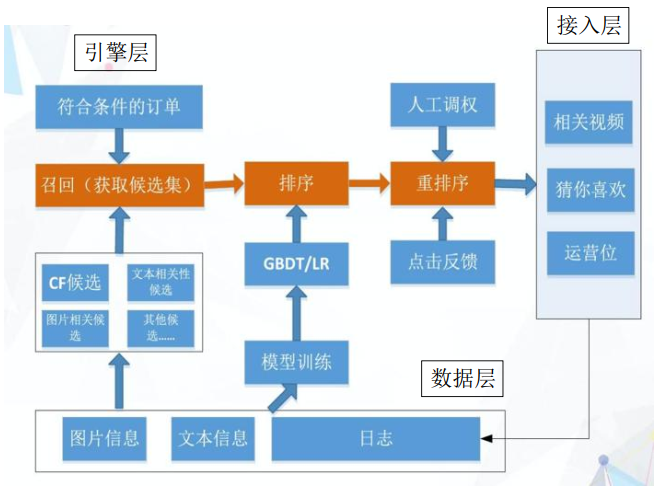 引擎层
接入层
符合条件的订单
人工调权
相关视频
召回（获取候选集）
排序
重排序
猜你喜欢
运营位
CF候选
文本相关性
候选
图片相关候
选
其他候
选……
GBDT/LR
点击反馈
模型训练
数据层
图片信息
文本信息
日志